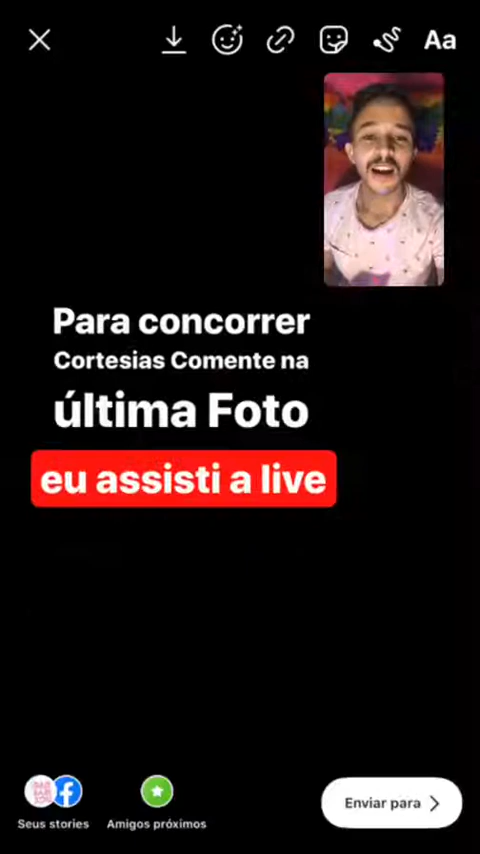 Aa
Para concorrer
Cortesias Comente na
última Foto
eu assisti a live
Seus stories
Amigos próximos
Enviar para